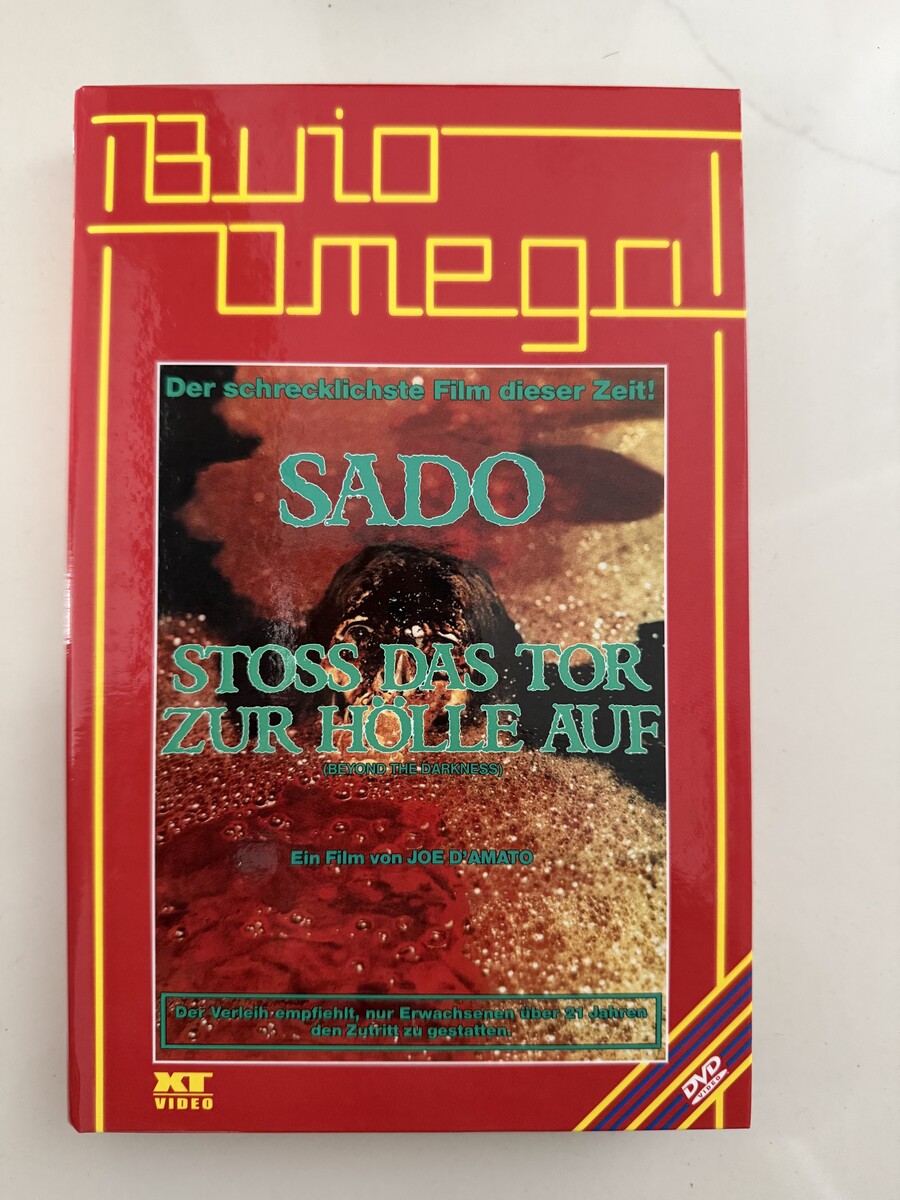 Buio
Omega
Der schrecklichste Film dieser Zeit!
SADO
STOSS DAS TOR
ZUR HÖLLE AUF
(BEYOND THE DARKNESS)
Ein Film von JOE D'AMATO
Der Verleih empfiehlt, nur Erwachsenen über 21 Jahren
den Zutritt zu gestatten.
XT
VIDEO
DVD
VIDEO